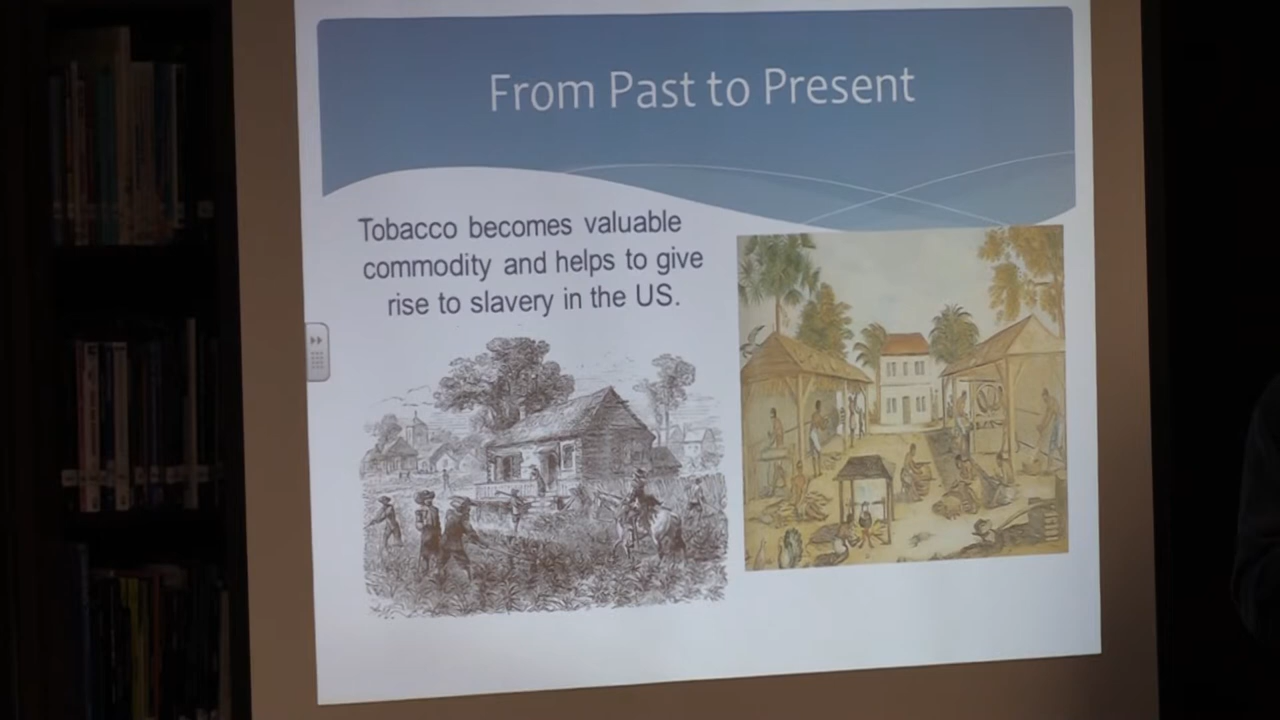 From Past to Present
Tobacco becomes valuable
commodity and helps to give
rise to slavery in the US.